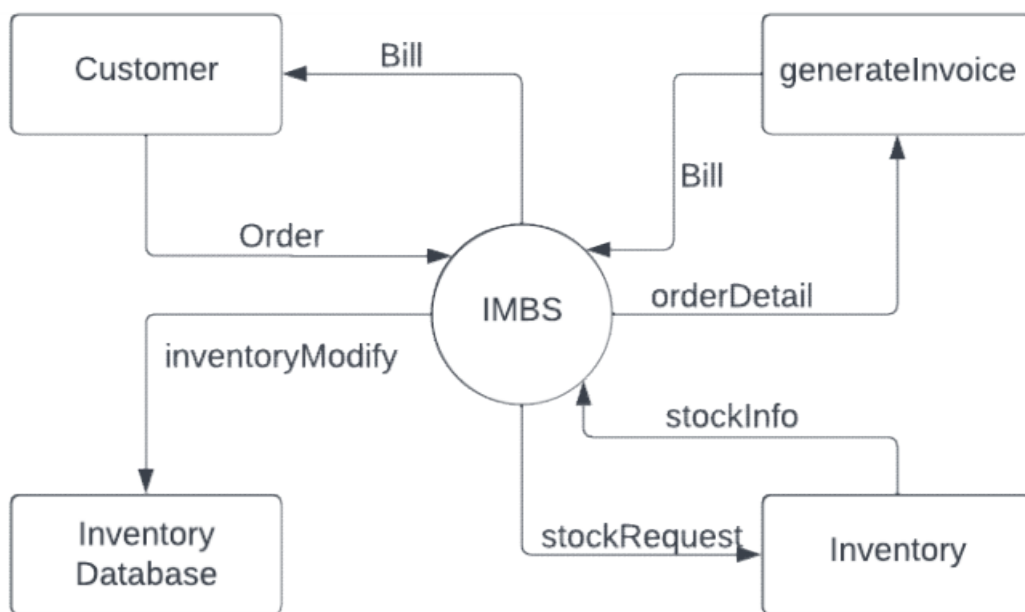 Customer
Bill
generateInvoice
Bill
Order
IMBS
orderDetail
inventoryModify
stockInfo
Inventory
Database
stockRequest
Inventory